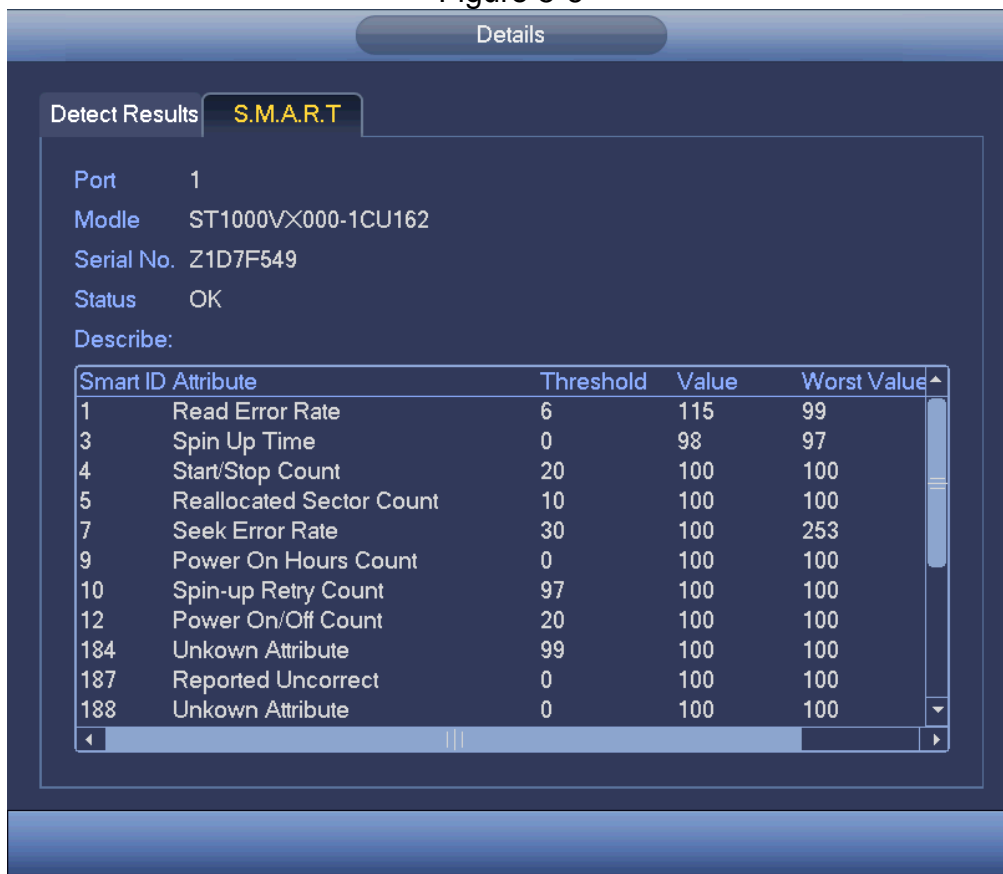 Details
Detect Results S.M.A.R.T
Port 1
Modle ST1000VX000-1CU162
Serial No. Z1D7F549
Status OK
Describe:
Smart ID Attribute Threshold Value Worst Value
1 Read Error Rate 6 115 99
3 Spin Up Time 0 98 97
4 Start/Stop Count 20 100 100
5 Reallocated Sector Count 10 100 100
7 Seek Error Rate 30 100 253
9 Power On Hours Count 0 100 100
10 Spin-up Retry Count 97 100 100
12 Power On/Off Count 20 100 100
184 Unkown Attribute 99 100 100
187 Reported Uncorrect 0 100 100
188 Unkown Attribute 0 100 100